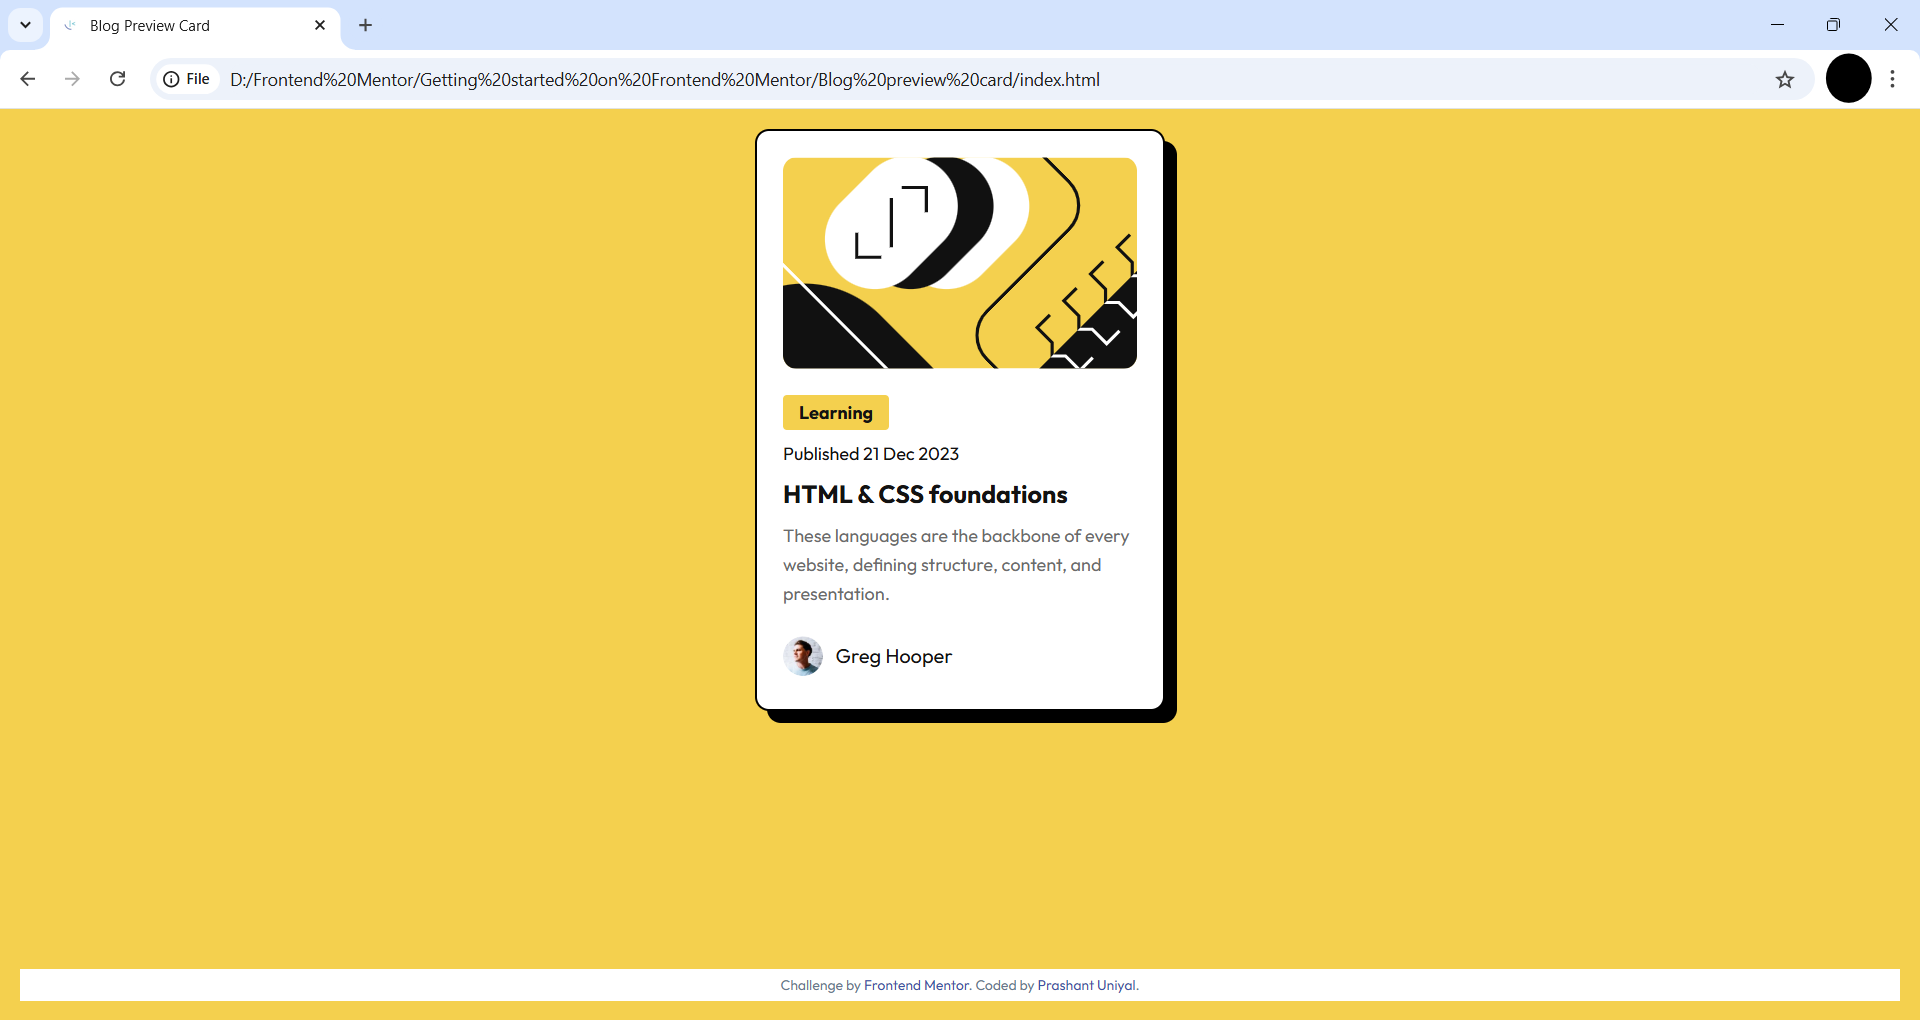 Blog Preview Card
File
D:/Frontend%20Mentor/Getting%20started%20on%20Frontend%20Mentor/Blog%20preview%20card/index.html
Learning
Published 21 Dec 2023
HTML & CSS foundations
These languages are the backbone of every
website, defining structure, content, and
presentation.
Greg Hooper
Challenge by Frontend Mentor. Coded by Prashant Uniyal.